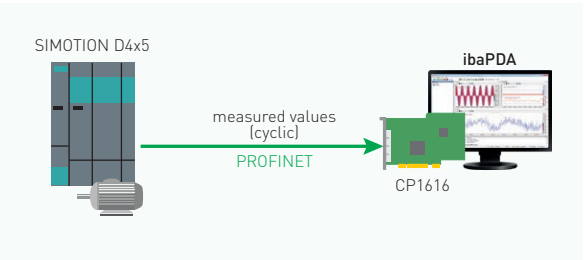 SIMOTION D4x5
ibaPDA
measured values
(cyclic)
PROFINET
CP1616